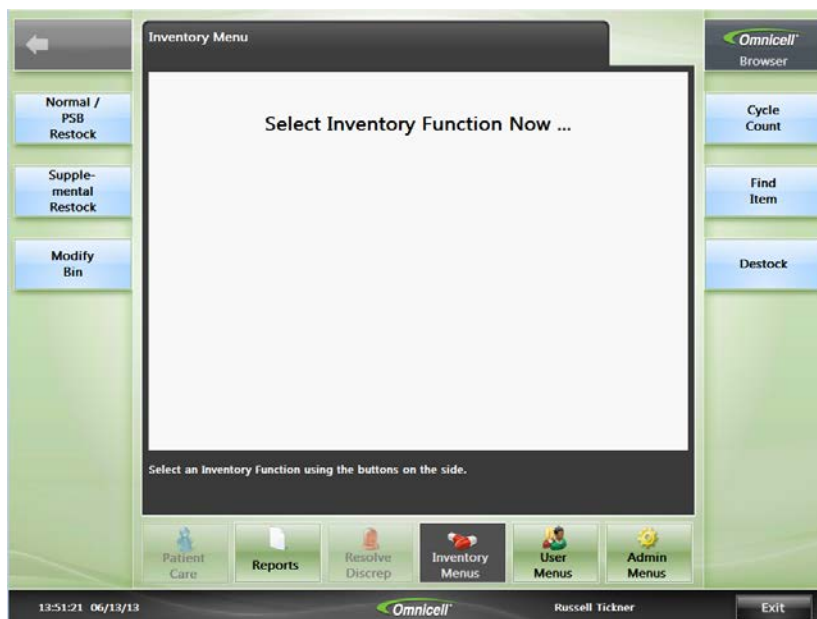 Inventory Menu
Omnicell
Browser
Normal /
PSB
Restock
Supple-
mental
Restock
Modify
Bin
Select Inventory Function Now ...
Cycle
Count
Find
Item
Destock
Select an Inventory Function using the buttons on the side.
Patient
Care
Reports
Resolve
Discrep
Inventory
Menus
User
Menus
Admin
Menus
13:51:21 06/13/13
Omnicell
Russell Tickner
Exit